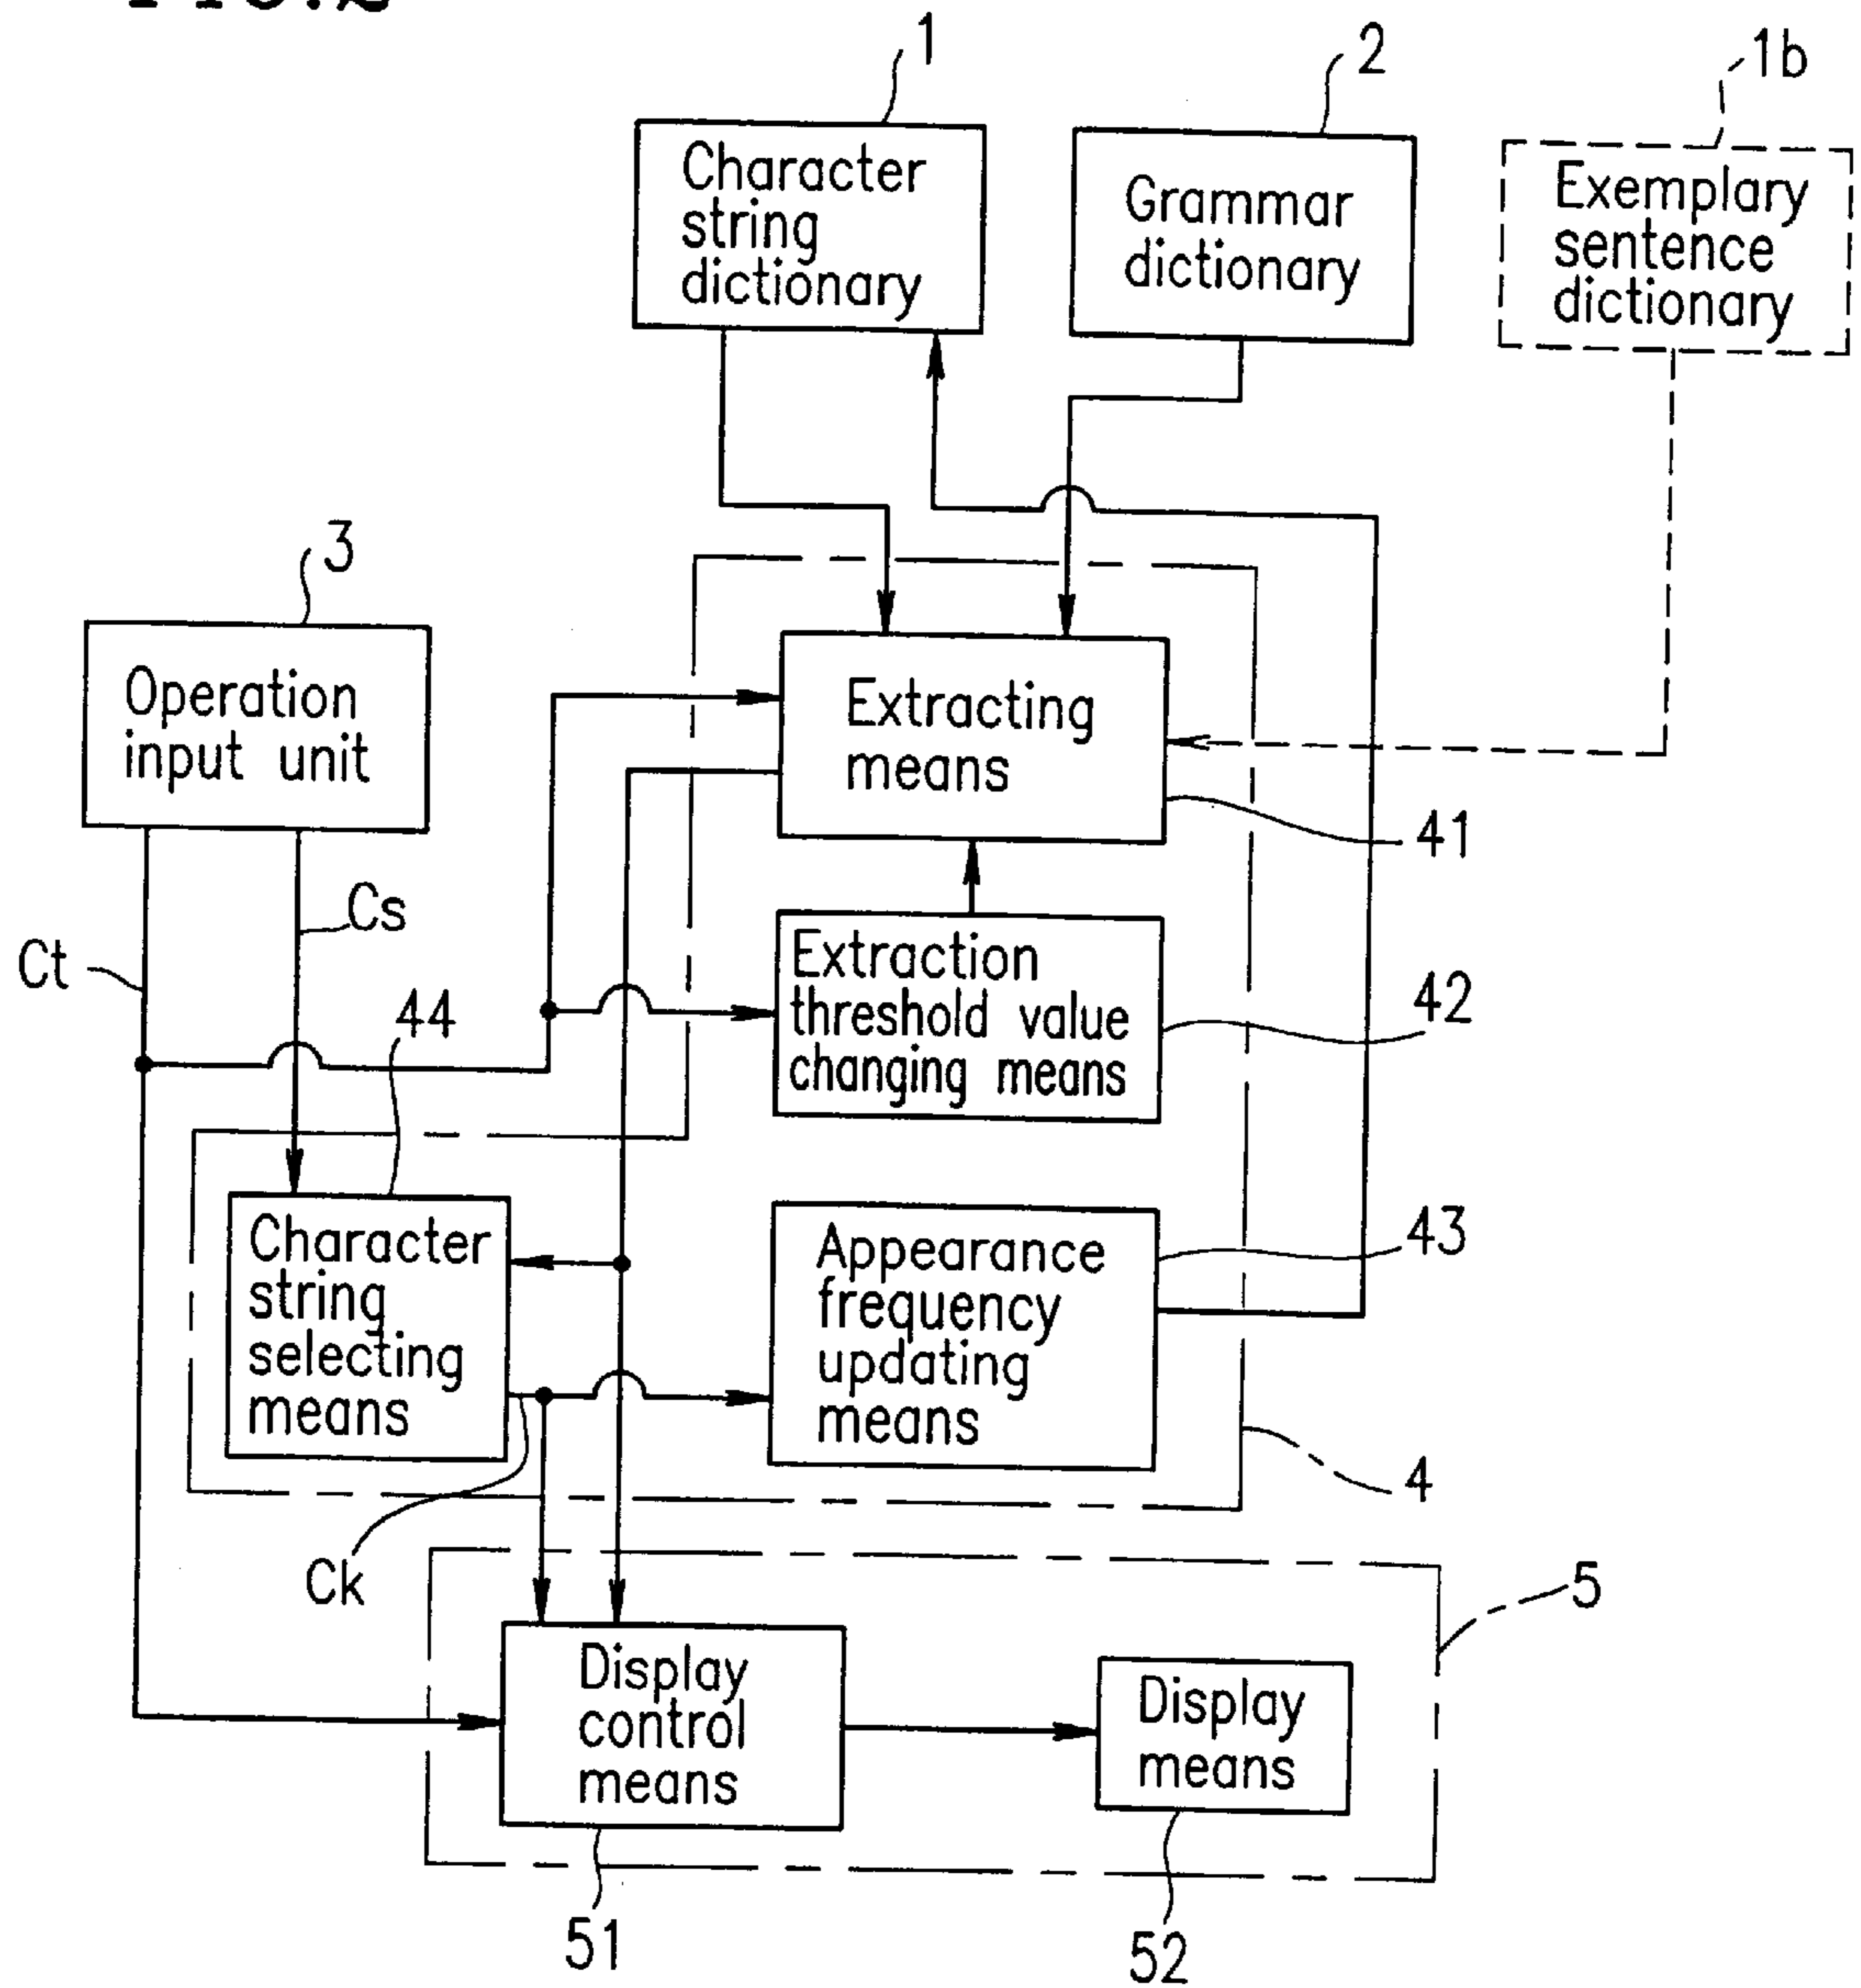 1
2
1b
Character
string
dictionary
Grammar
dictionary
Exemplary
sentence
dictionary
3
Operation
input unit
Extracting
means
41
Cs
Ct
Extraction
threshold value
changing means
42
44
Character
string
selecting
means
Appearance
frequency
updating
means
43
4
Ck
5
Display
control
means
Display
means
51
52